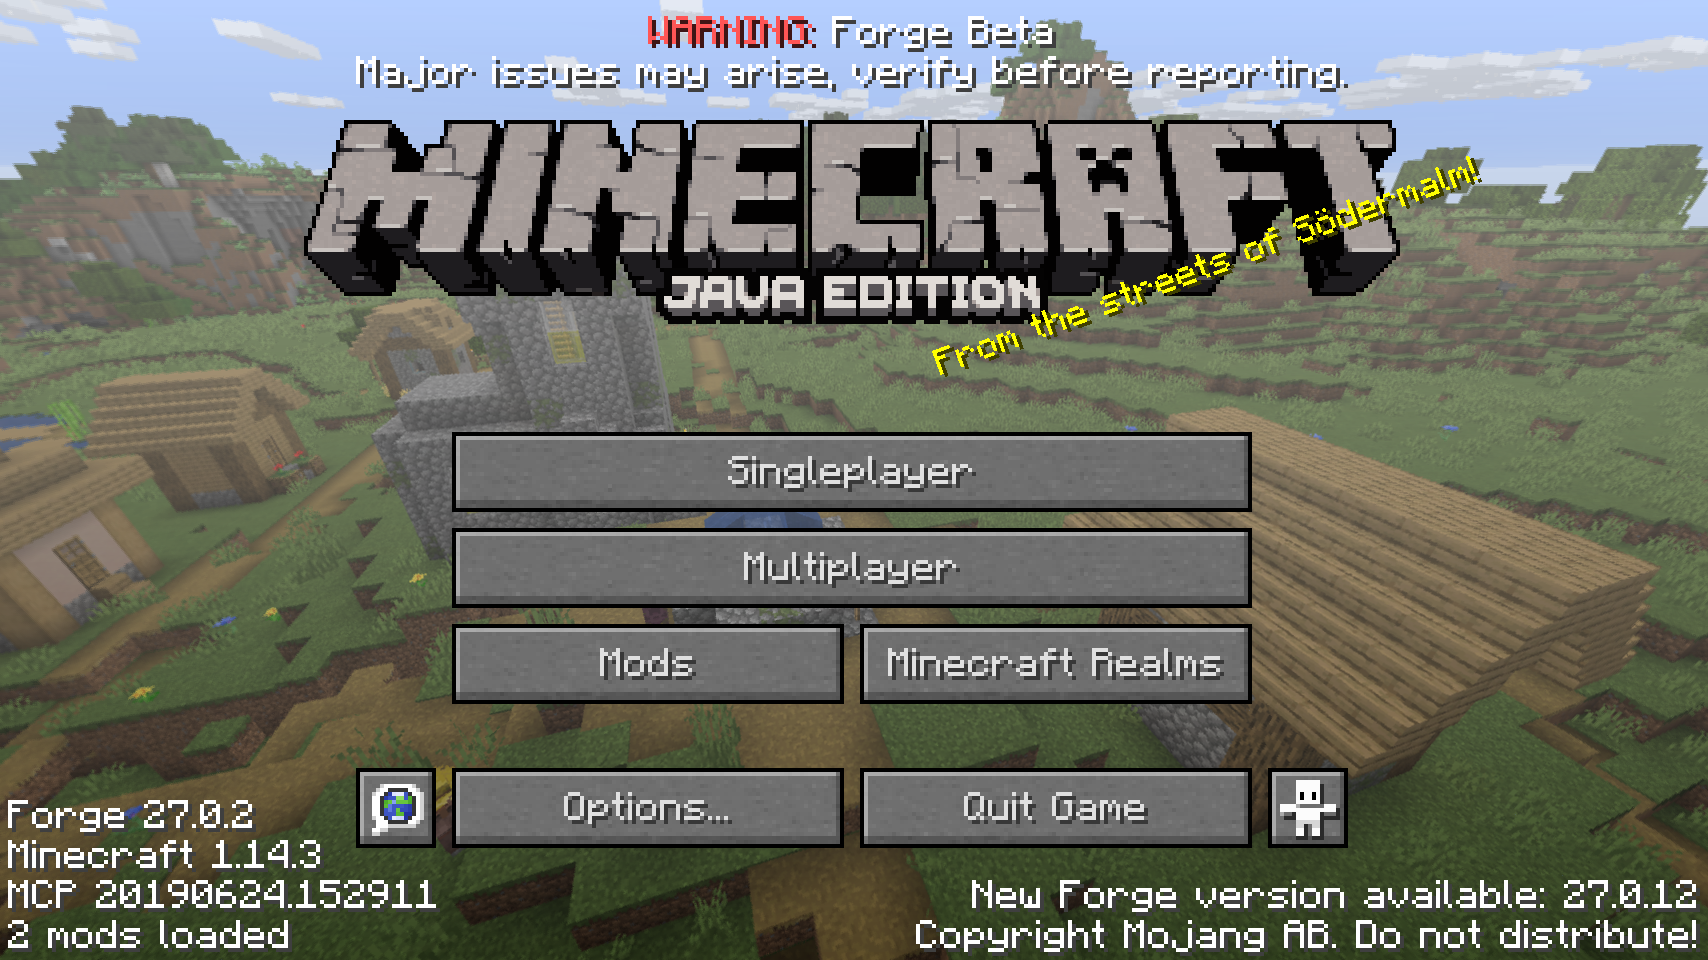 WARNING: Forge Beta
Major issues may arise, verify before reporting.
MINECRAFT
JAVA EDITION
From the streets of Södermalm!
Singleplayer
Multiplayer
Mods
Minecraft Realms
Options...
Quit Game
Forge 27.0.2
Minecraft 1.14.3
MCP 20190624.152911
2 mods loaded
New Forge version available: 27.0.12
Copyright Mojang AB. Do not distribute!